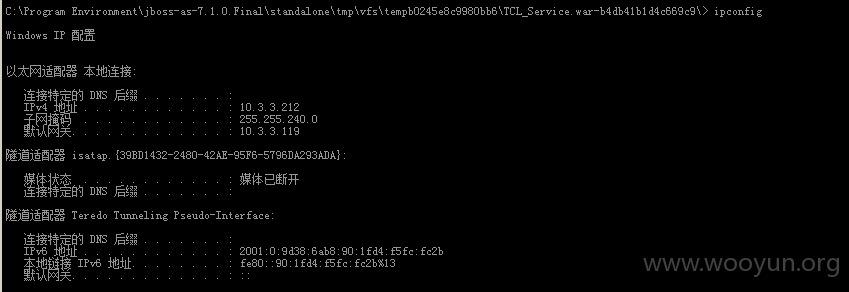 C:\Program Environment\jboss-as-7.1.0.Final\standalone\tmp\vfs\tempb0245e8c9980bb6\TCL_Service.war-b4db41b1d4c669c9\> ipconfig
Windows IP 配置
以太网适配器 本地连接:
连接特定的 DNS 后缀 . . . . . . . :
IPv4 地址 . . . . . . . . . . . . : 10.3.3.212
子网掩码 . . . . . . . . . . . . : 255.255.240.0
默认网关. . . . . . . . . . . . . : 10.3.3.119
隧道适配器 isatap.{39BD1432-2480-42AE-95F6-5796DA293ADA}:
媒体状态 . . . . . . . . . . . . : 媒体已断开
连接特定的 DNS 后缀 . . . . . . . :
隧道适配器 Teredo Tunneling Pseudo-Interface:
连接特定的 DNS 后缀 . . . . . . . :
IPv6 地址 . . . . . . . . . . . . : 2001:0:9d38:6ab8:90:1fd4:f5fc:fc2b
本地链接 IPv6 地址. . . . . . . . : fe80::90:1fd4:f5fc:fc2b%13
默认网关. . . . . . . . . . . . . : ::
www.wooyun.org